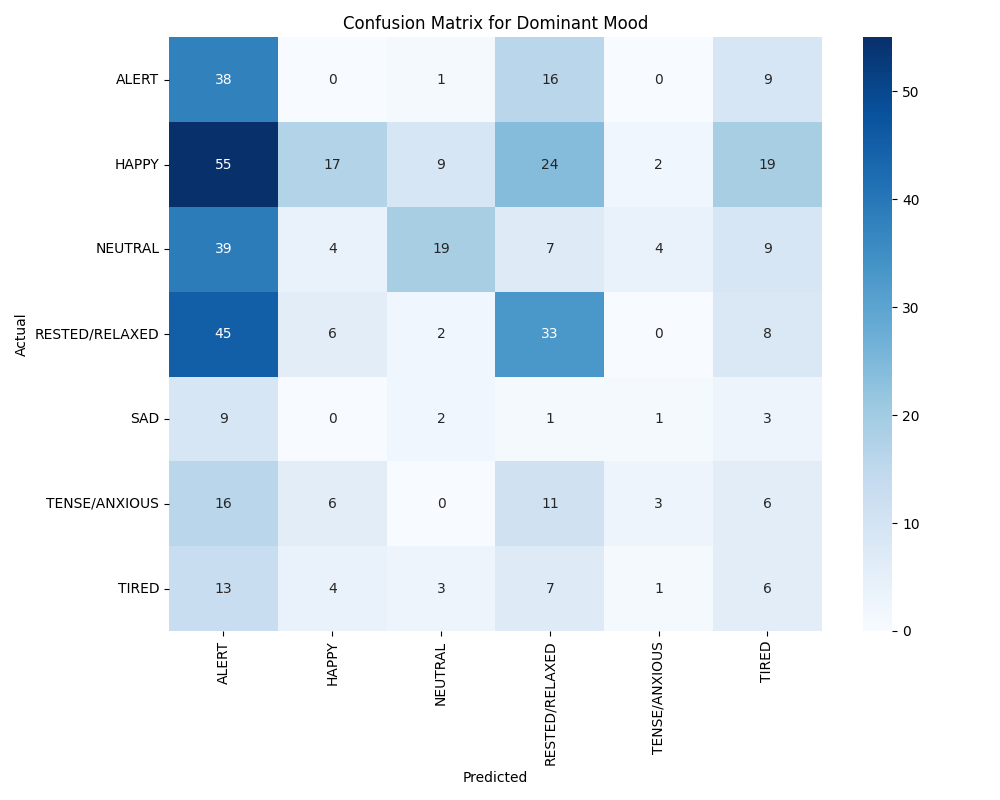 Confusion Matrix for Dominant Mood
ALERT 38 0 1 16 0 9
HAPPY 55 17 9 24 2 19
NEUTRAL 39 4 19 7 4 9
RESTED/RELAXED 45 6 2 33 0 8
SAD 9 0 2 1 1 3
TENSE/ANXIOUS 16 6 0 11 3 6
TIRED 13 4 3 7 1 6
Actual
ALERT
HAPPY
NEUTRAL
RESTED/RELAXED
TENSE/ANXIOUS
TIRED
Predicted
50
40
30
20
10
0